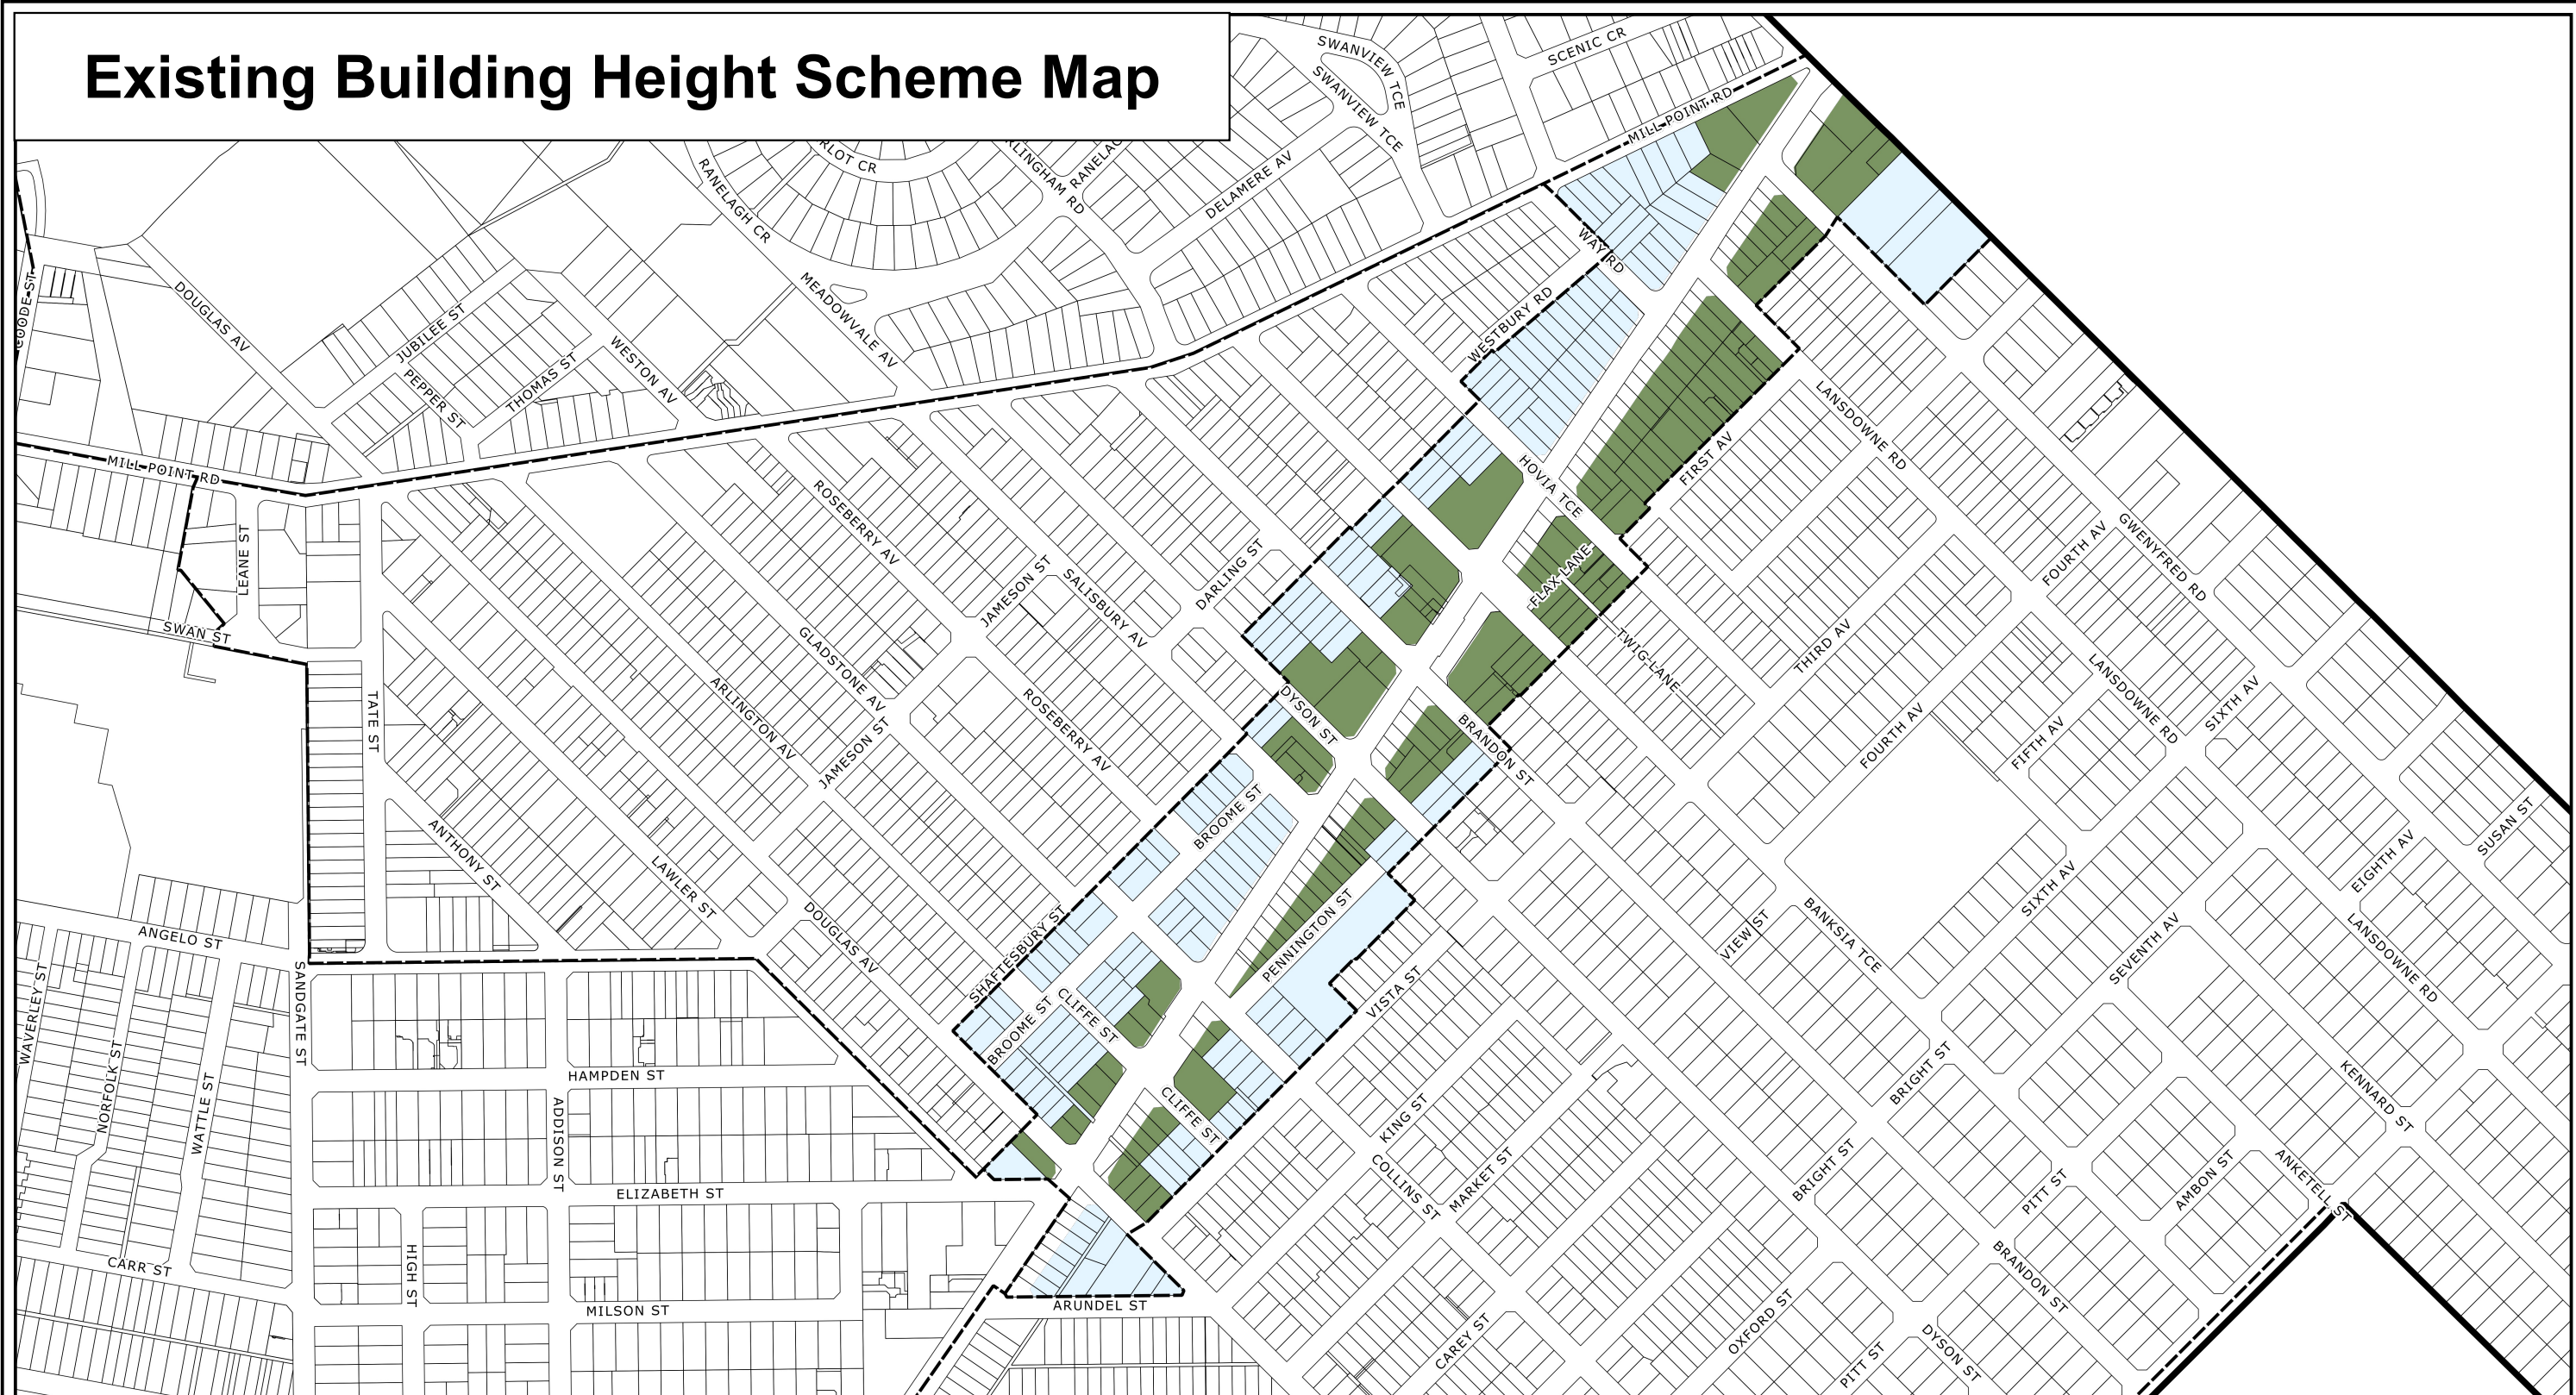 Existing Building Height Scheme Map
SWANVIEW TCE
SCENIC CR
SWANVIEW TCE
MILL POINT RD
RLOT CR
RLINGHAM RD
RANELAG
DELAMERE AV
RANELAGH CR
WAY RD
GOODE ST
DOUGLAS AV
MEADOWVALE AV
JUBILEE ST
WESTBURY RD
PEPPER ST
THOMAS ST
WESTON AV
LANSDOWNE RD
FIRST AV
MILL POINT RD
HOVIA TCE
ROSEBERRY AV
LEANE ST
FOURTH AV
GWENYFRED RD
DARLING ST
JAMESON ST
SALISBURY AV
FLAX LANE
SWAN ST
GLADSTONE AV
TWIG LANE
THIRD AV
TATE ST
ARLINGTON AV
JAMESON ST
ROSEBERRY AV
DYSON ST
BRANDON ST
FOURTH AV
FIFTH AV
LANSDOWNE RD
SIXTH AV
BROOME ST
ANTHONY ST
LAWLER ST
SUSAN ST
EIGHTH AV
SIXTH AV
ANGELO ST
DOUGLAS AV
SHAFTESBURY ST
PENNINGTON ST
VIEW ST
BANKSIA TCE
SEVENTH AV
LANSDOWNE RD
WAVERLEY ST
SANDGATE ST
VISTA ST
BROOME ST
CLIFFE ST
NORFOLK ST
WATTLE ST
HAMPDEN ST
KING ST
CLIFFE ST
BRIGHT ST
KENNARD ST
ADDISON ST
ELIZABETH ST
COLLINS ST
MARKET ST
BRIGHT ST
PITT ST
AMBON ST
ANKETELL ST
CARR ST
HIGH ST
MILSON ST
ARUNDEL ST
BRANDON ST
CAREY ST
OXFORD ST
PITT ST
DYSON ST